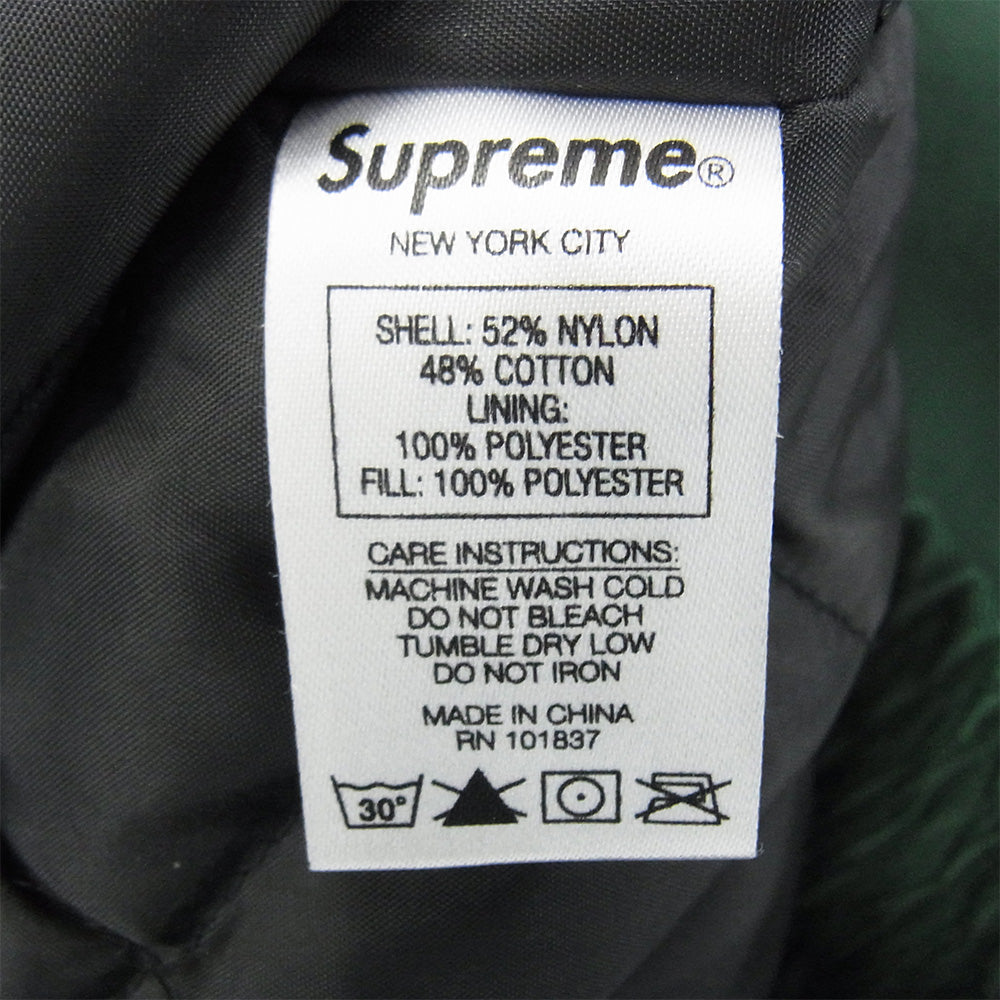 Supreme®
NEW YORK CITY
SHELL: 52% NYLON
48% COTTON
LINING:
100% POLYESTER
FILL: 100% POLYESTER
CARE INSTRUCTIONS:
MACHINE WASH COLD
DO NOT BLEACH
TUMBLE DRY LOW
DO NOT IRON
MADE IN CHINA
RN 101837
30°